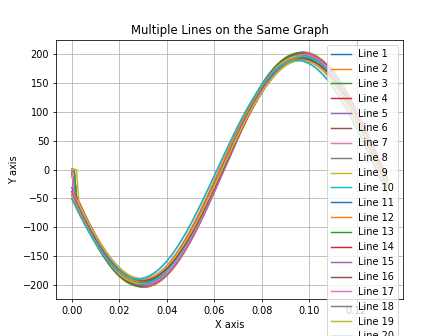 Multiple Lines on the Same Graph
Y axis
200
150
100
50
0
−50
−100
−150
−200
0.00
0.02
0.04
0.06
0.08
0.10
X axis
Line 1
Line 2
Line 3
Line 4
Line 5
Line 6
Line 7
Line 8
Line 9
Line 10
Line 11
Line 12
Line 13
Line 14
Line 15
Line 16
Line 17
Line 18
Line 19
Line 20